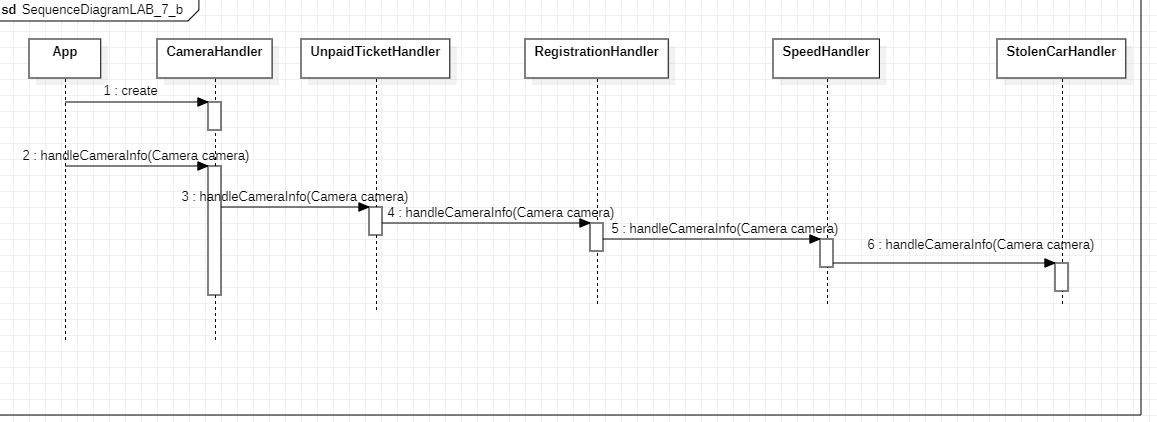 sd SequenceDiagramLAB_7_b
App
CameraHandler
UnpaidTicketHandler
RegistrationHandler
SpeedHandler
StolenCarHandler
1 : create
2 : handleCameraInfo(Camera camera)
3 : handleCameraInfo(Camera camera)
4 : handleCameraInfo(Camera camera)
5 : handleCameraInfo(Camera camera)
6 : handleCameraInfo(Camera camera)